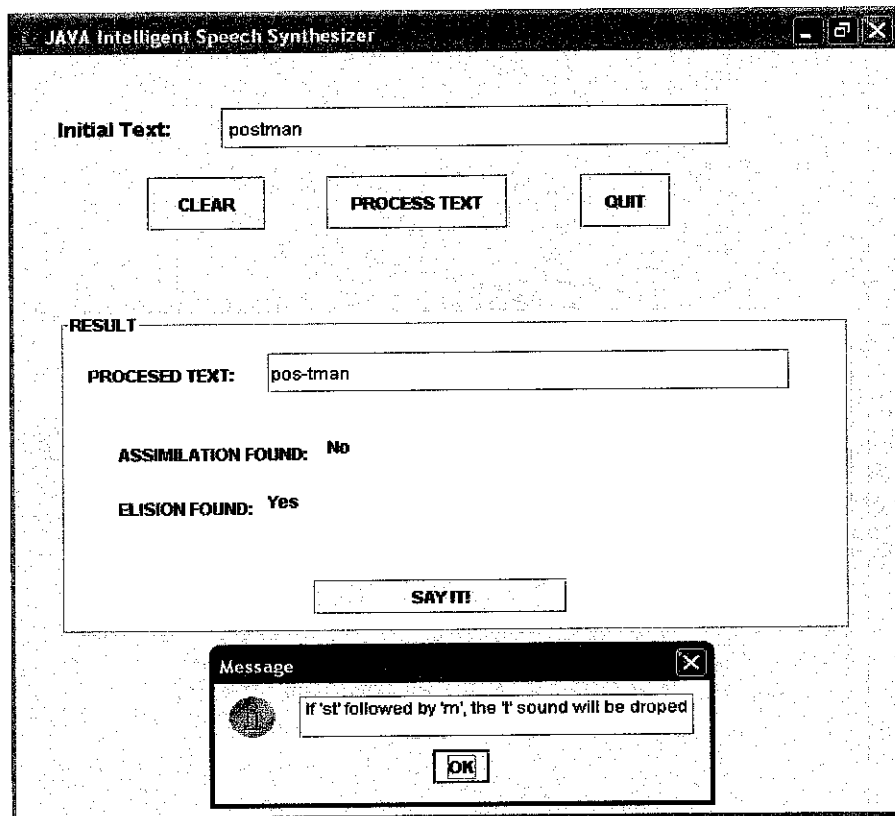 JAVA Intelligent Speech Synthesizer
Initial Text: postman
CLEAR PROCESS TEXT QUIT
RESULT
PROCESED TEXT: pos-tman
ASSIMILATION FOUND: No
ELISION FOUND: Yes
SAY IT!
Message
If 'st' followed by 'm', the 't' sound will be droped
OK